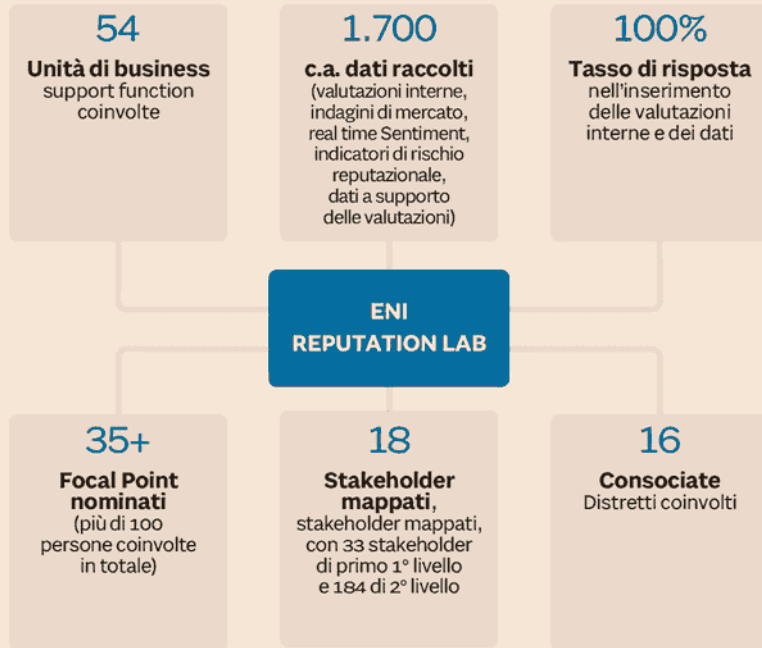 54
Unità di business
support function
coinvolte
1.700
c.a. dati raccolti
(valutazioni interne,
indagini di mercato,
real time Sentiment,
indicatori di rischio
reputazionale,
dati a supporto
delle valutazioni)
100%
Tasso di risposta
nell'inserimento
delle valutazioni
interne e dei dati
ENI
REPUTATION LAB
35+
Focal Point
nominati
(più di 100
persone coinvolte
in totale)
18
Stakeholder
mappati,
stakeholder mappati,
con 33 stakeholder
di primo 1° livello
e 184 di 2° livello
16
Consociate
Distretti coinvolti